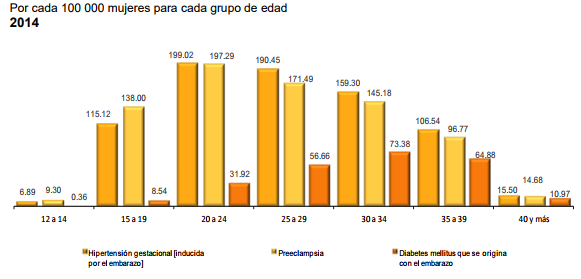 Por cada 100 000 mujeres para cada grupo de edad
2014
6.89 9.30 0.36
115.12 138.00 8.54
199.02 197.29 31.92
190.45 171.49 56.66
159.30 145.18 73.38
106.54 96.77 64.88
15.50 14.68 10.97
12 a 14 15 a 19 20 a 24 25 a 29 30 a 34 35 a 39 40 y más
Hipertensión gestacional [inducida
por el embarazo]
Preeclampsia
Diabetes mellitus que se origina
con el embarazo